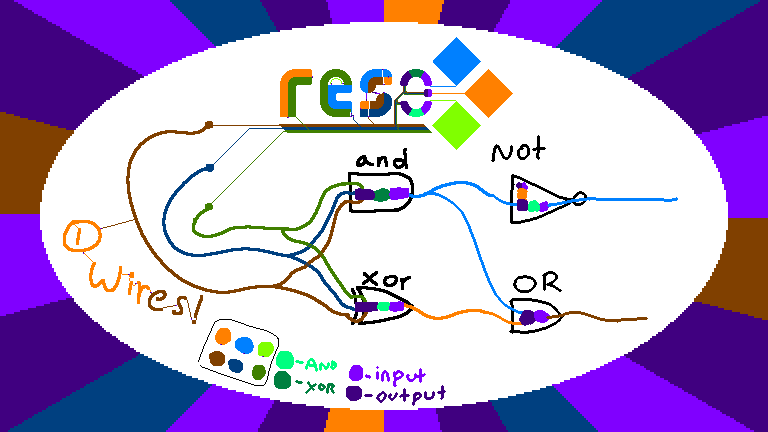 reso
and
Not
1
Wires!
xor
OR
-AND
-XOR
-input
-output